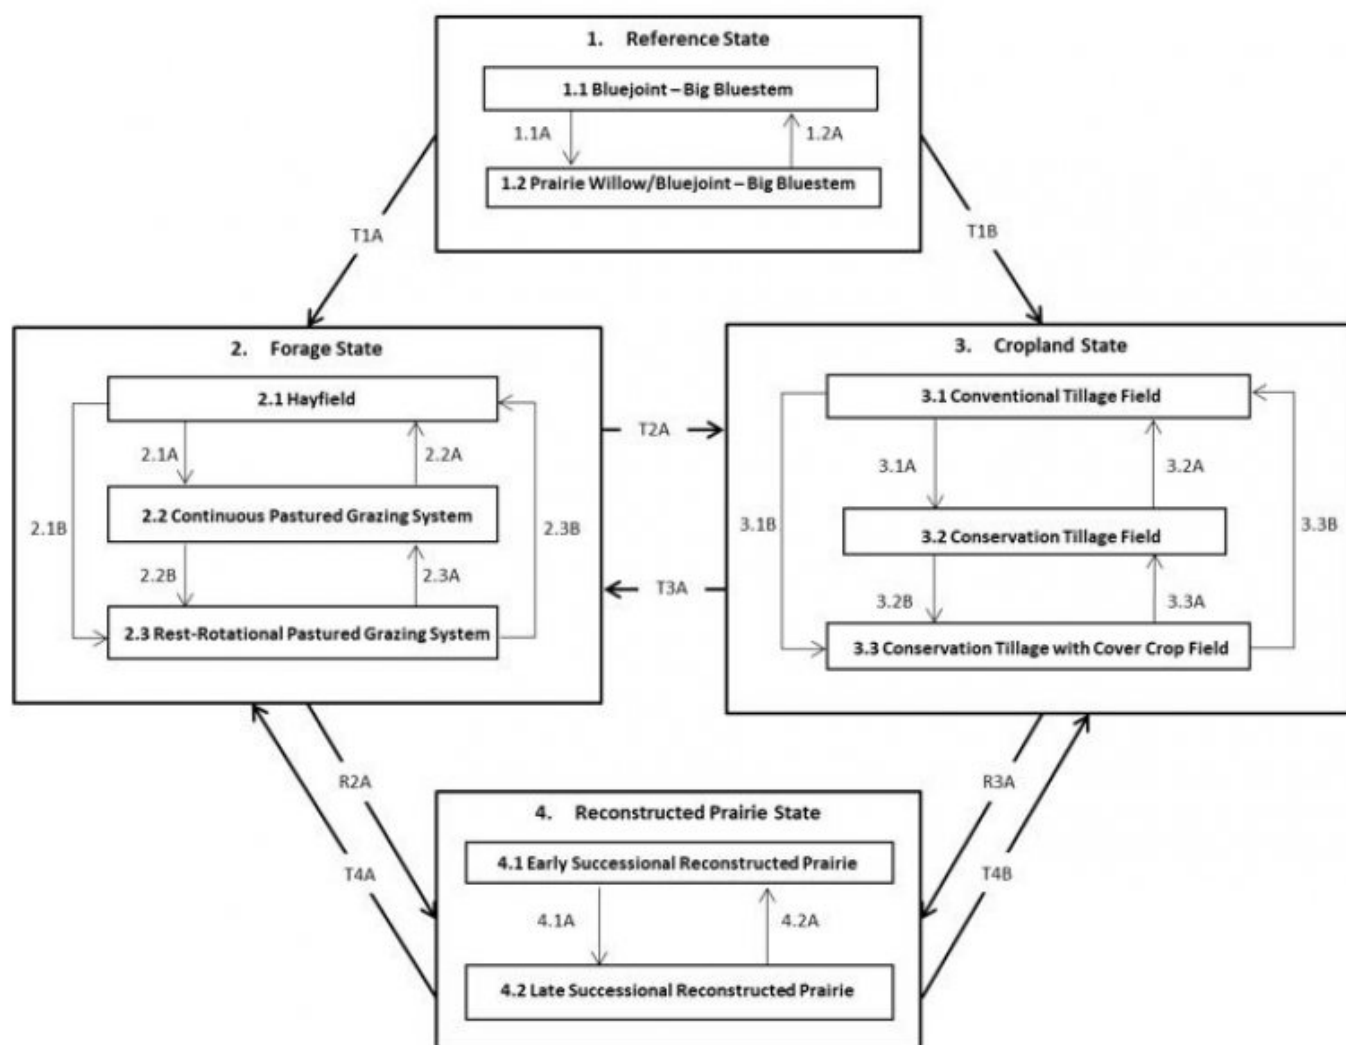 1. Reference State
1.1 Bluejoint – Big Bluestem
1.1A
1.2A
1.2 Prairie Willow/Bluejoint – Big Bluestem
T1A
T1B
2. Forage State
2.1 Hayfield
2.1A
2.2A
2.2 Continuous Pastured Grazing System
2.1B
2.3B
2.2B
2.3A
2.3 Rest-Rotational Pastured Grazing System
T2A
T3A
3. Cropland State
3.1 Conventional Tillage Field
3.1A
3.2A
3.1B
3.3B
3.2 Conservation Tillage Field
3.2B
3.3A
3.3 Conservation Tillage with Cover Crop Field
R2A
T4A
R3A
T4B
4. Reconstructed Prairie State
4.1 Early Successional Reconstructed Prairie
4.1A
4.2A
4.2 Late Successional Reconstructed Prairie